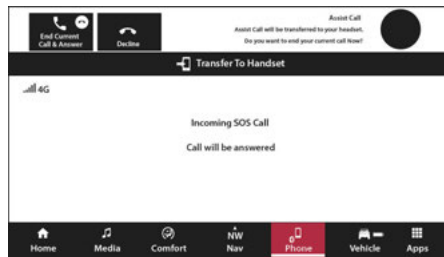 End Current
Call & Answer
Decline
Assist Call
Assist Call will be transferred to your headset.
Do you want to end your current call Now?
Transfer To Handset
4G
Incoming SOS Call
Call will be answered
Home
Media
Comfort
NW
Nav
0
Phone
Vehicle
Apps